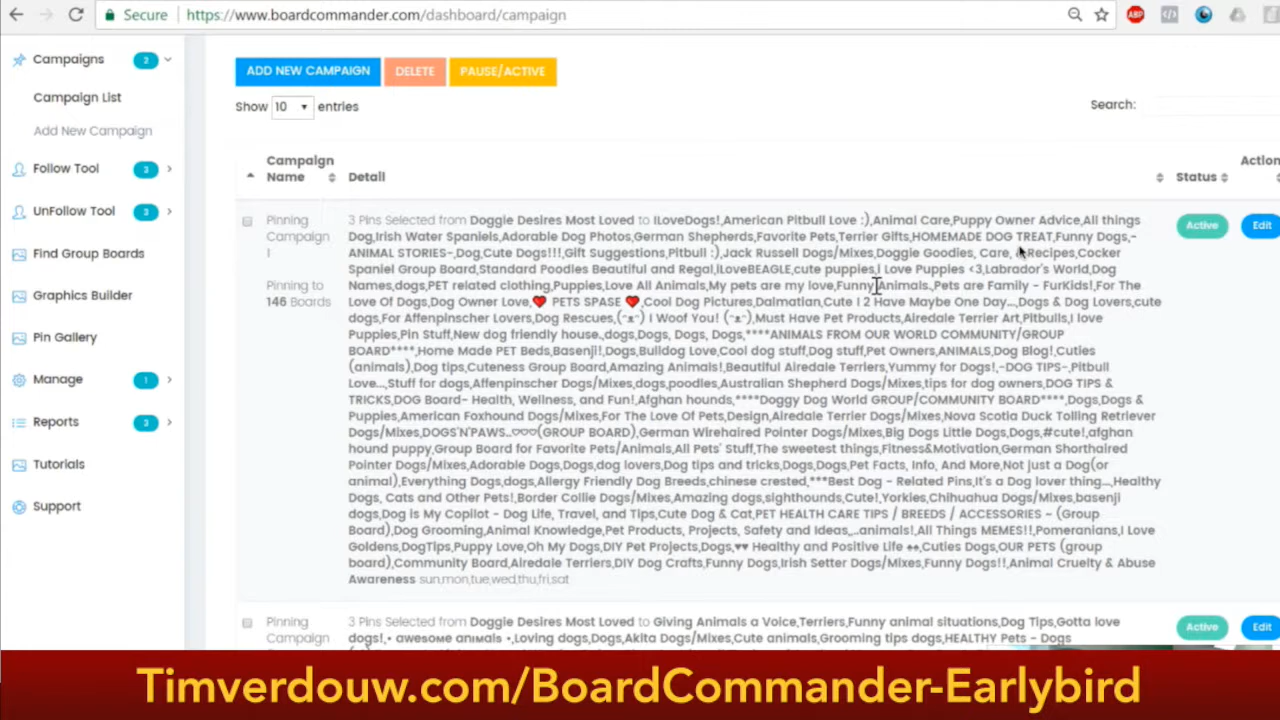 Secure https://www.boardcommander.com/dashboard/campaign
ABP
Campaigns 2
Campaign List
Add New Campaign
Follow Tool 3
UnFollow Tool 3
Find Group Boards
Graphics Builder
Pin Gallery
Manage 1
Reports 3
Tutorials
Support
ADD NEW CAMPAIGN DELETE PAUSE/ACTIVE
Show 10 entries Search:
Campaign Name Detail Status Action
Pinning
Campaign
1
Pinning to
146 Boards
3 Pins Selected from Doggie Desires Most Loved to ILoveDogs!,American Pitbull Love :),Animal Care,Puppy Owner Advice,All things
Dog,Irish Water Spaniels,Adorable Dog Photos,German Shepherds,Favorite Pets,Terrier Gifts,HOMEMADE DOG TREAT,Funny Dogs,-
ANIMAL STORIES-,Dog,Cute Dogs!!!,Gift Suggestions,Pitbull :),Jack Russell Dogs/Mixes,Doggie Goodies, Care, & Recipes,Cocker
Spaniel Group Board,Standard Poodles Beautiful and Regal,iLoveBEAGLE,cute puppies,I Love Puppies <3,Labrador's World,Dog
Names,dogs,PET related clothing,Puppies,Love All Animals,My pets are my love,Funny Animals.,Pets are Family - FurKids!,For The
Love Of Dogs,Dog Owner Love,❤ PETS SPASE ❤,Cool Dog Pictures,Dalmatian,Cute I 2 Have Maybe One Day...,Dogs & Dog Lovers,cute
dogs,For Affenpinscher Lovers,Dog Rescues,(ˆᴥˆ) I Woof You! (ˆᴥˆ),Must Have Pet Products,Airedale Terrier Art,Pitbulls,I love
Puppies,Pin Stuff,New dog friendly house.,dogs,Dogs, Dogs, Dogs,****ANIMALS FROM OUR WORLD COMMUNITY/GROUP
BOARD****,Home Made PET Beds,Basenji!,Dogs,Bulldog Love,Cool dog stuff,Dog stuff,Pet Owners,ANIMALS,Dog Blog!,Cuties
(animals),Dog tips,Cuteness Group Board,Amazing Animals!,Beautiful Airedale Terriers,Yummy for Dogs!,-DOG TIPS-,Pitbull
Love...,Stuff for dogs,Affenpinscher Dogs/Mixes,dogs,poodles,Australian Shepherd Dogs/Mixes,tips for dog owners,DOG TIPS &
TRICKS,DOG Board- Health, Wellness, and Fun!,Afghan hounds,****Doggy Dog World GROUP/COMMUNITY BOARD****,Dogs,Dogs &
Puppies,American Foxhound Dogs/Mixes,For The Love Of Pets,Design,Airedale Terrier Dogs/Mixes,Nova Scotia Duck Tolling Retriever
Dogs/Mixes,DOGS'N'PAWS..♡♡♡(GROUP BOARD),German Wirehaired Pointer Dogs/Mixes,Big Dogs Little Dogs,Dogs,#cute!,afghan
hound puppy,Group Board for Favorite Pets/Animals,All Pets' Stuff,The sweetest things,Fitness&Motivation,German Shorthaired
Pointer Dogs/Mixes,Adorable Dogs,Dogs,dog lovers,Dog tips and tricks,Dogs,Dogs,Pet Facts, Info, And More,Not just a Dog(or
animal),Everything Dogs,dogs,Allergy Friendly Dog Breeds,chinese crested,***Best Dog - Related Pins,It's a Dog lover thing...,Healthy
Dogs, Cats and Other Pets!,Border Collie Dogs/Mixes,Amazing dogs,sighthounds,Cute!,Yorkies,Chihuahua Dogs/Mixes,basenji
dogs,Dog is My Copilot - Dog Life, Travel, and Tips,Cute Dog & Cat,PET HEALTH CARE TIPS / BREEDS / ACCESSORIES ~ (Group
Board),Dog Grooming,Animal Knowledge,Pet Products, Projects, Safety and Ideas,..animals!,All Things MEMES!!,Pomeranians,I Love
Goldens,DogTips,Puppy Love,Oh My Dogs,DIY Pet Projects,Dogs,♥♥ Healthy and Positive Life ♠♠,Cuties Dogs,OUR PETS (group
board),Community Board,Airedale Terriers,DIY Dog Crafts,Funny Dogs,Irish Setter Dogs/Mixes,Funny Dogs!!,Animal Cruelty & Abuse
Awareness sun,mon,tue,wed,thu,fri,sat
Active Edit
Pinning
Campaign
3 Pins Selected from Doggie Desires Most Loved to Giving Animals a Voice,Terriers,Funny animal situations,Dog Tips,Gotta love
dogs!,• aweѕoмe anιмalѕ •,Loving dogs,Dogs,Akita Dogs/Mixes,Cute animals,Grooming tips dogs,HEALTHY Pets - Dogs
Active Edit
Timverdouw.com/BoardCommander-Earlybird